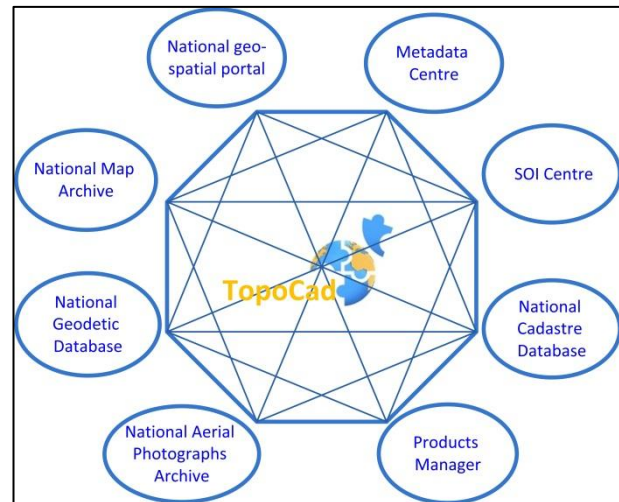 National geo-
spatial portal
Metadata
Centre
National Map
Archive
SOI Centre
TopoCad
National
Geodetic
Database
National
Cadastre
Database
National Aerial
Photographs
Archive
Products
Manager